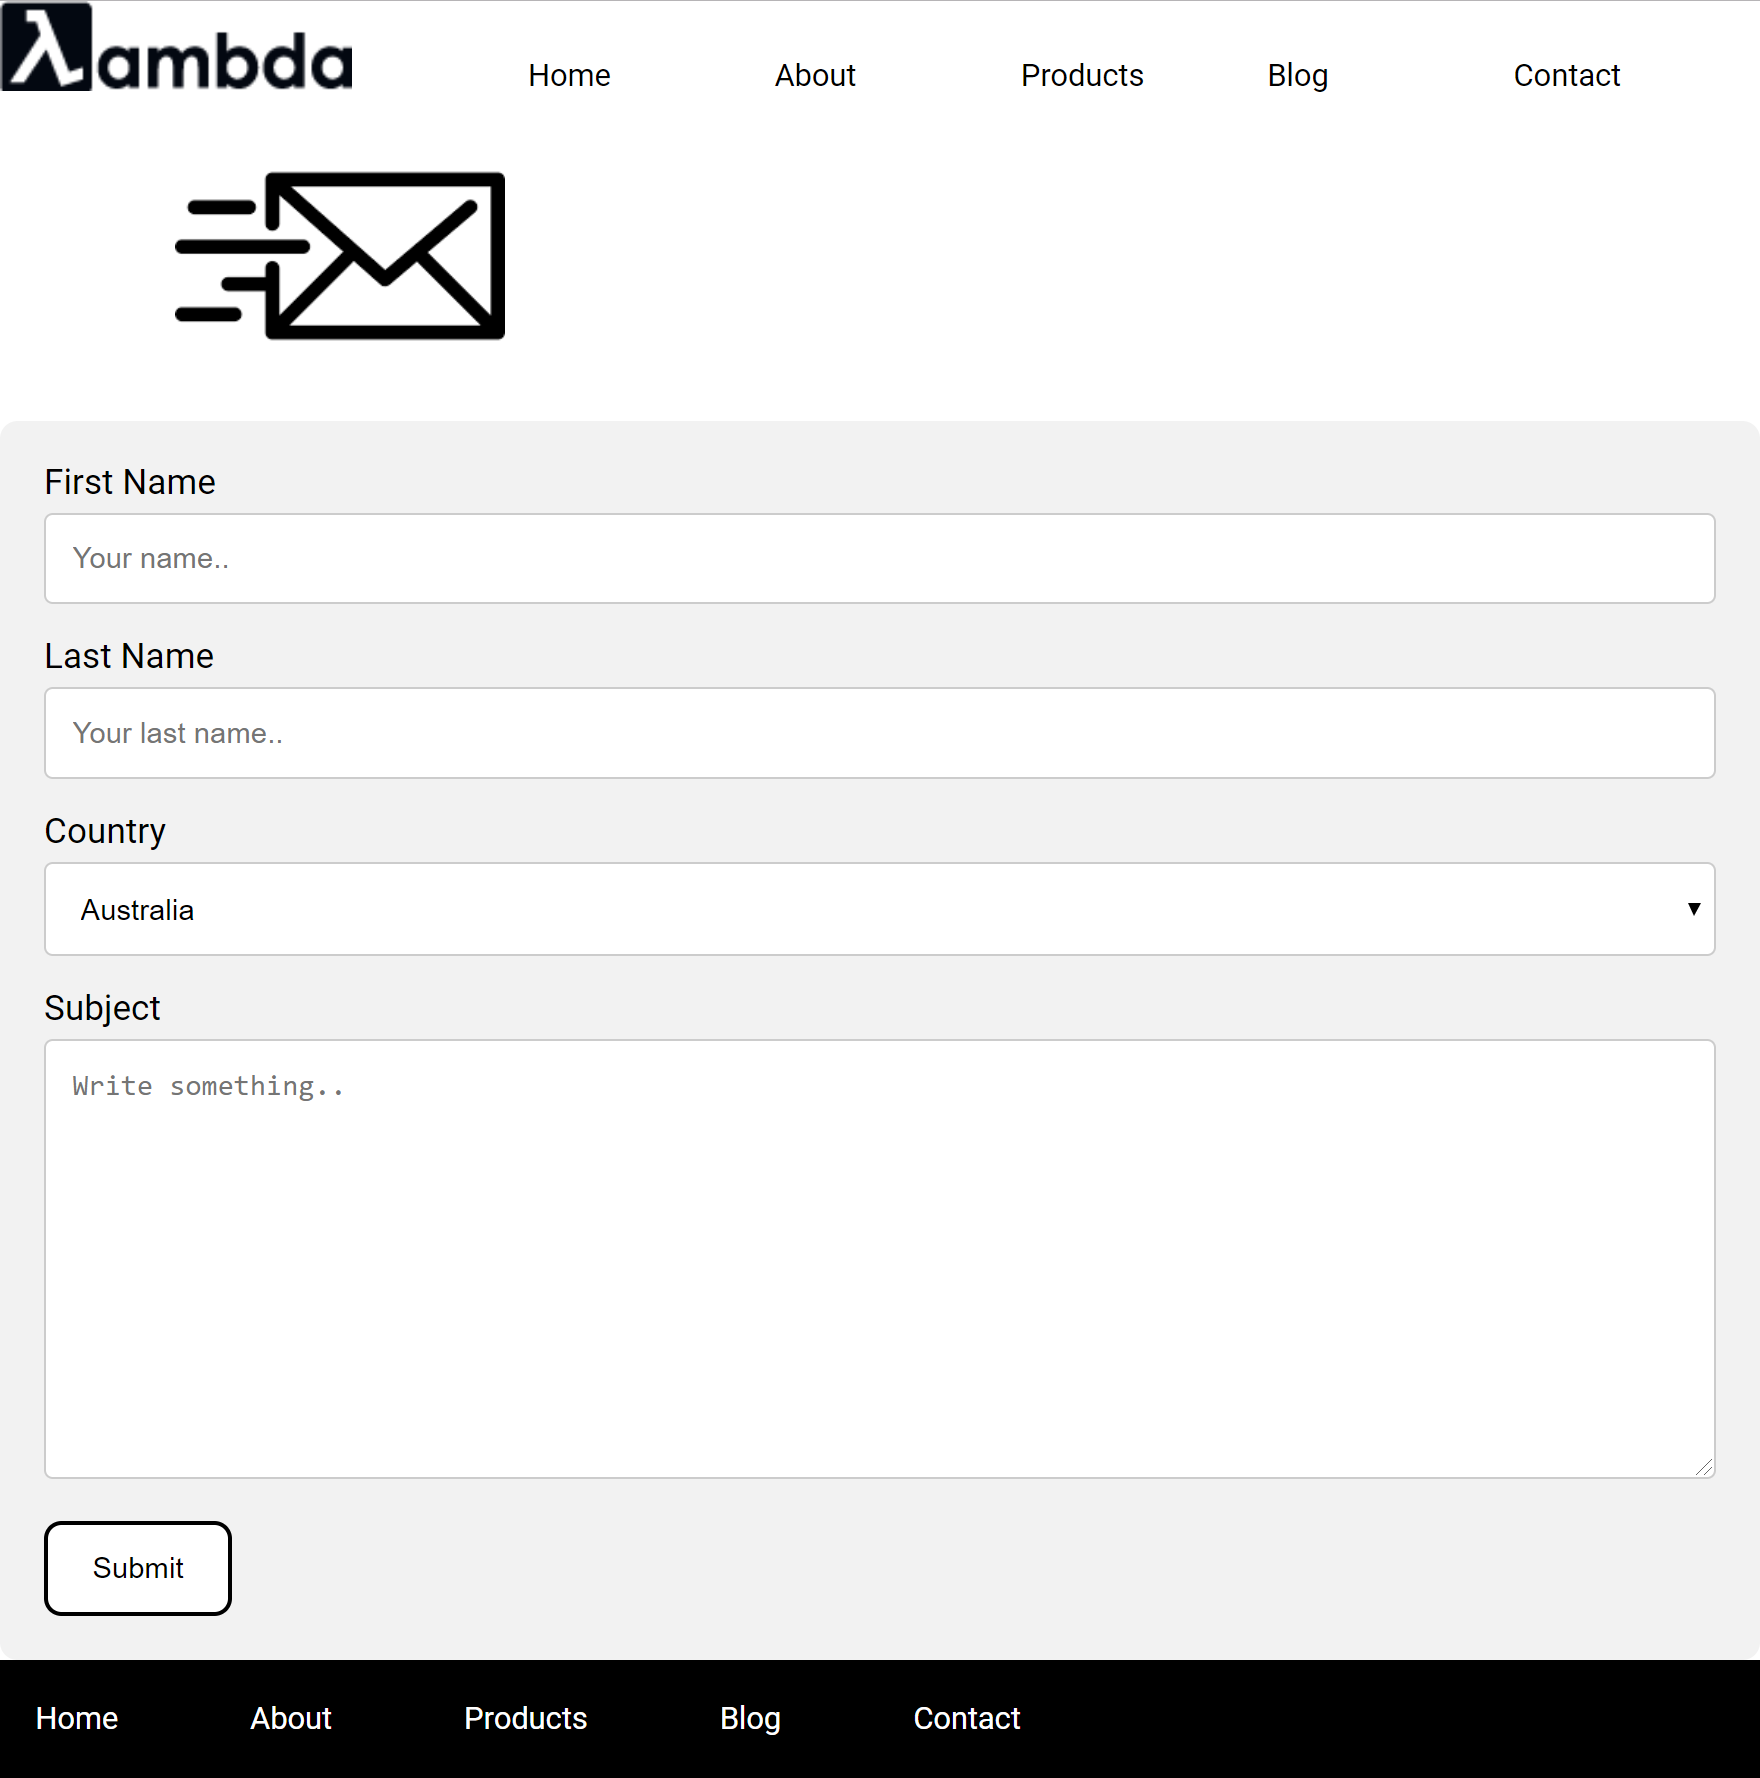 λambda
Home About Products Blog Contact
First Name
Your name..
Last Name
Your last name..
Country
Australia
Subject
Write something..
Submit
Home About Products Blog Contact